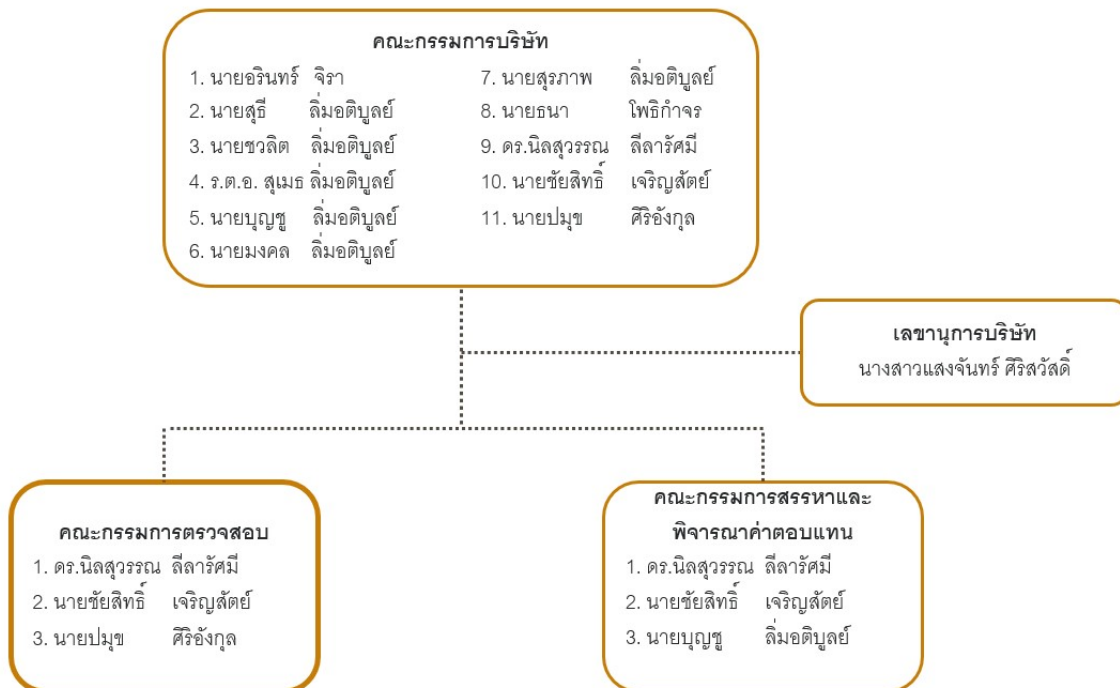 คณะกรรมการบริษัท
1. นายอรินทร์ จิรา
2. นายสุธี ลิ่มอติบูลย์
3. นายชวลิต ลิ่มอติบูลย์
4. ร.ต.อ. สุเมธ ลิ่มอติบูลย์
5. นายบุญชู ลิ่มอติบูลย์
6. นายมงคล ลิ่มอติบูลย์
7. นายสุรภาพ ลิ่มอติบูลย์
8. นายธนา โพธิกำจร
9. ดร.นิลสุวรรณ ลีลารัศมี
10. นายชัยสิทธิ์ เจริญสัตย์
11. นายปมุข ศิริอังกุล
เลขานุการบริษัท
นางสาวแสงจันทร์ ศิริสวัสดิ์
คณะกรรมการตรวจสอบ
1. ดร.นิลสุวรรณ ลีลารัศมี
2. นายชัยสิทธิ์ เจริญสัตย์
3. นายปมุข ศิริอังกุล
คณะกรรมการสรรหาและ
พิจารณาค่าตอบแทน
1. ดร.นิลสุวรรณ ลีลารัศมี
2. นายชัยสิทธิ์ เจริญสัตย์
3. นายบุญชู ลิ่มอติบูลย์